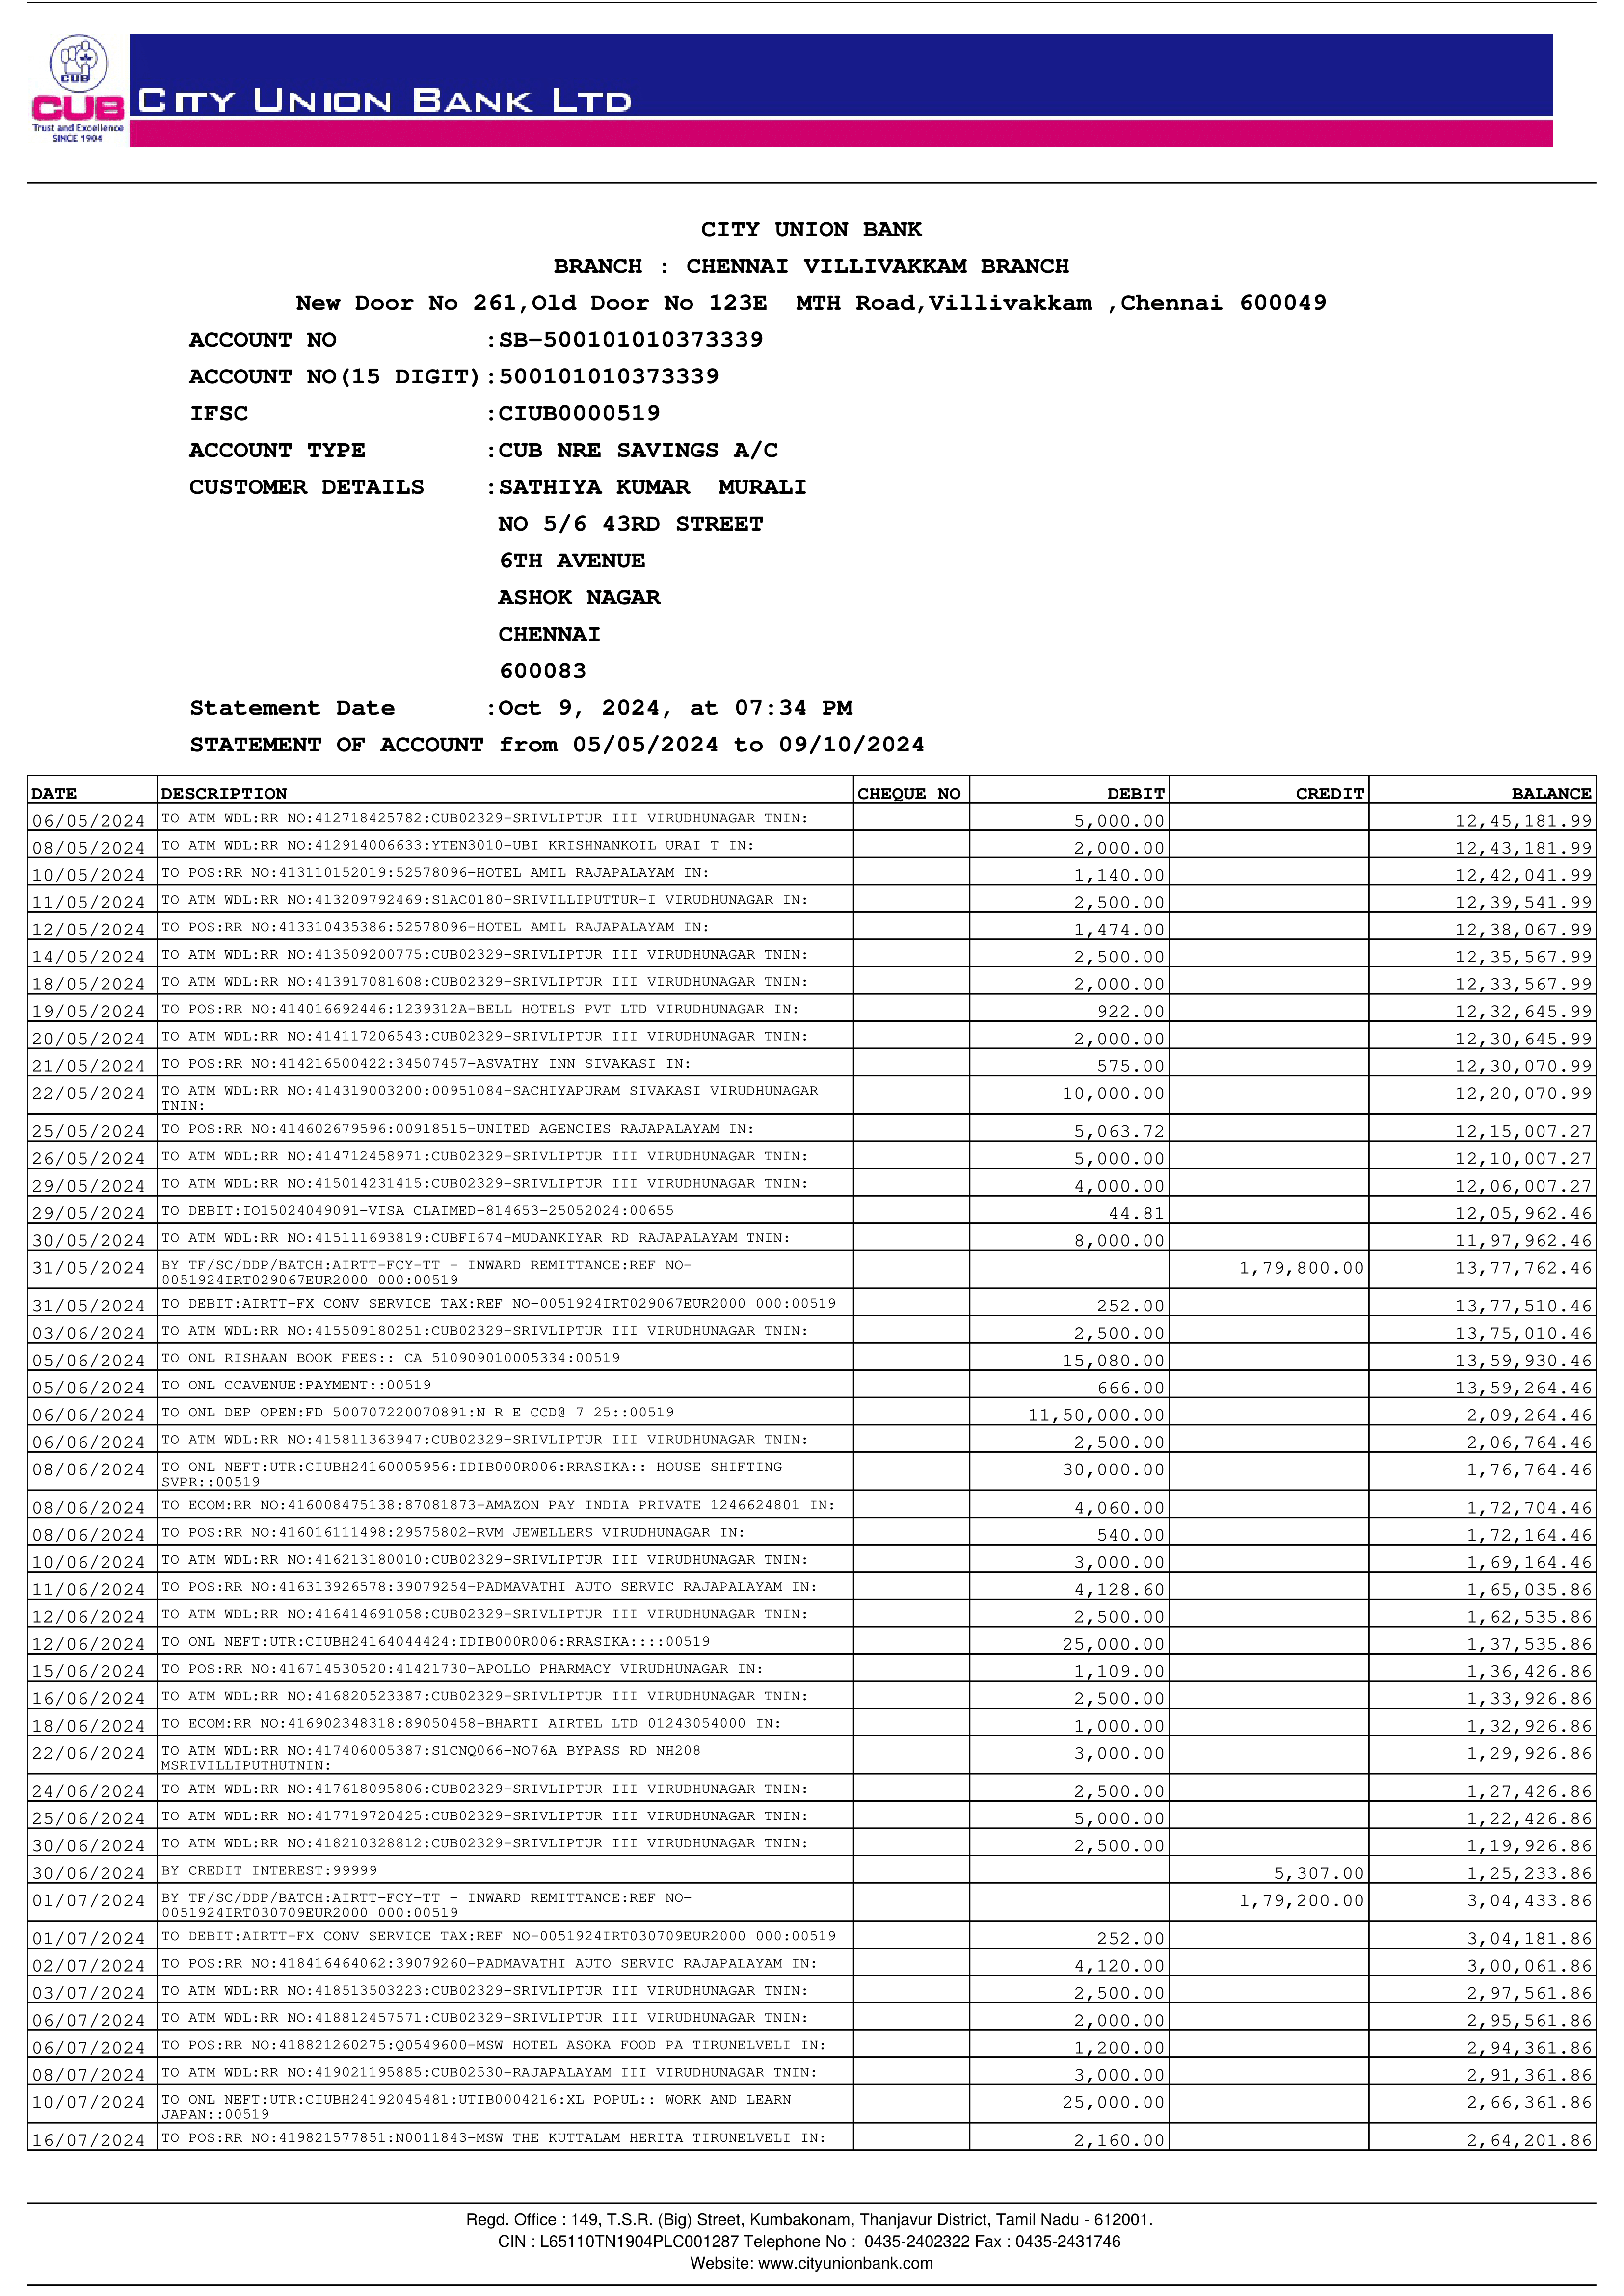 CUB
CUB
Trust and Excellence
SINCE 1904
CITY UNION BANK LTD
CITY UNION BANK
BRANCH : CHENNAI VILLIVAKKAM BRANCH
New Door No 261,Old Door No 123E  MTH Road,Villivakkam ,Chennai 600049
ACCOUNT NO :SB-500101010373339
ACCOUNT NO(15 DIGIT):500101010373339
IFSC :CIUB0000519
ACCOUNT TYPE :CUB NRE SAVINGS A/C
CUSTOMER DETAILS :SATHIYA KUMAR  MURALI
NO 5/6 43RD STREET
6TH AVENUE
ASHOK NAGAR
CHENNAI
600083
Statement Date :Oct 9, 2024, at 07:34 PM
STATEMENT OF ACCOUNT from 05/05/2024 to 09/10/2024
DATE DESCRIPTION CHEQUE NO DEBIT CREDIT BALANCE
06/05/2024 TO ATM WDL:RR NO:412718425782:CUB02329-SRIVLIPTUR III VIRUDHUNAGAR TNIN: 5,000.00 12,45,181.99
08/05/2024 TO ATM WDL:RR NO:412914006633:YTEN3010-UBI KRISHNANKOIL URAI T IN: 2,000.00 12,43,181.99
10/05/2024 TO POS:RR NO:413110152019:52578096-HOTEL AMIL RAJAPALAYAM IN: 1,140.00 12,42,041.99
11/05/2024 TO ATM WDL:RR NO:413209792469:S1AC0180-SRIVILLIPUTTUR-I VIRUDHUNAGAR IN: 2,500.00 12,39,541.99
12/05/2024 TO POS:RR NO:413310435386:52578096-HOTEL AMIL RAJAPALAYAM IN: 1,474.00 12,38,067.99
14/05/2024 TO ATM WDL:RR NO:413509200775:CUB02329-SRIVLIPTUR III VIRUDHUNAGAR TNIN: 2,500.00 12,35,567.99
18/05/2024 TO ATM WDL:RR NO:413917081608:CUB02329-SRIVLIPTUR III VIRUDHUNAGAR TNIN: 2,000.00 12,33,567.99
19/05/2024 TO POS:RR NO:414016692446:1239312A-BELL HOTELS PVT LTD VIRUDHUNAGAR IN: 922.00 12,32,645.99
20/05/2024 TO ATM WDL:RR NO:414117206543:CUB02329-SRIVLIPTUR III VIRUDHUNAGAR TNIN: 2,000.00 12,30,645.99
21/05/2024 TO POS:RR NO:414216500422:34507457-ASVATHY INN SIVAKASI IN: 575.00 12,30,070.99
22/05/2024 TO ATM WDL:RR NO:414319003200:00951084-SACHIYAPURAM SIVAKASI VIRUDHUNAGAR 10,000.00 12,20,070.99
TNIN:
25/05/2024 TO POS:RR NO:414602679596:00918515-UNITED AGENCIES RAJAPALAYAM IN: 5,063.72 12,15,007.27
26/05/2024 TO ATM WDL:RR NO:414712458971:CUB02329-SRIVLIPTUR III VIRUDHUNAGAR TNIN: 5,000.00 12,10,007.27
29/05/2024 TO ATM WDL:RR NO:415014231415:CUB02329-SRIVLIPTUR III VIRUDHUNAGAR TNIN: 4,000.00 12,06,007.27
29/05/2024 TO DEBIT:IO15024049091-VISA CLAIMED-814653-25052024:00655 44.81 12,05,962.46
30/05/2024 TO ATM WDL:RR NO:415111693819:CUBFI674-MUDANKIYAR RD RAJAPALAYAM TNIN: 8,000.00 11,97,962.46
31/05/2024 BY TF/SC/DDP/BATCH:AIRTT-FCY-TT - INWARD REMITTANCE:REF NO- 1,79,800.00 13,77,762.46
0051924IRT029067EUR2000 000:00519
31/05/2024 TO DEBIT:AIRTT-FX CONV SERVICE TAX:REF NO-0051924IRT029067EUR2000 000:00519 252.00 13,77,510.46
03/06/2024 TO ATM WDL:RR NO:415509180251:CUB02329-SRIVLIPTUR III VIRUDHUNAGAR TNIN: 2,500.00 13,75,010.46
05/06/2024 TO ONL RISHAAN BOOK FEES:: CA 510909010005334:00519 15,080.00 13,59,930.46
05/06/2024 TO ONL CCAVENUE:PAYMENT::00519 666.00 13,59,264.46
06/06/2024 TO ONL DEP OPEN:FD 500707220070891:N R E CCD@ 7 25::00519 11,50,000.00 2,09,264.46
06/06/2024 TO ATM WDL:RR NO:415811363947:CUB02329-SRIVLIPTUR III VIRUDHUNAGAR TNIN: 2,500.00 2,06,764.46
08/06/2024 TO ONL NEFT:UTR:CIUBH24160005956:IDIB000R006:RRASIKA:: HOUSE SHIFTING 30,000.00 1,76,764.46
SVPR::00519
08/06/2024 TO ECOM:RR NO:416008475138:87081873-AMAZON PAY INDIA PRIVATE 1246624801 IN: 4,060.00 1,72,704.46
08/06/2024 TO POS:RR NO:416016111498:29575802-RVM JEWELLERS VIRUDHUNAGAR IN: 540.00 1,72,164.46
10/06/2024 TO ATM WDL:RR NO:416213180010:CUB02329-SRIVLIPTUR III VIRUDHUNAGAR TNIN: 3,000.00 1,69,164.46
11/06/2024 TO POS:RR NO:416313926578:39079254-PADMAVATHI AUTO SERVIC RAJAPALAYAM IN: 4,128.60 1,65,035.86
12/06/2024 TO ATM WDL:RR NO:416414691058:CUB02329-SRIVLIPTUR III VIRUDHUNAGAR TNIN: 2,500.00 1,62,535.86
12/06/2024 TO ONL NEFT:UTR:CIUBH24164044424:IDIB000R006:RRASIKA::::00519 25,000.00 1,37,535.86
15/06/2024 TO POS:RR NO:416714530520:41421730-APOLLO PHARMACY VIRUDHUNAGAR IN: 1,109.00 1,36,426.86
16/06/2024 TO ATM WDL:RR NO:416820523387:CUB02329-SRIVLIPTUR III VIRUDHUNAGAR TNIN: 2,500.00 1,33,926.86
18/06/2024 TO ECOM:RR NO:416902348318:89050458-BHARTI AIRTEL LTD 01243054000 IN: 1,000.00 1,32,926.86
22/06/2024 TO ATM WDL:RR NO:417406005387:S1CNQ066-NO76A BYPASS RD NH208 3,000.00 1,29,926.86
MSRIVILLIPUTHUTNIN:
24/06/2024 TO ATM WDL:RR NO:417618095806:CUB02329-SRIVLIPTUR III VIRUDHUNAGAR TNIN: 2,500.00 1,27,426.86
25/06/2024 TO ATM WDL:RR NO:417719720425:CUB02329-SRIVLIPTUR III VIRUDHUNAGAR TNIN: 5,000.00 1,22,426.86
30/06/2024 TO ATM WDL:RR NO:418210328812:CUB02329-SRIVLIPTUR III VIRUDHUNAGAR TNIN: 2,500.00 1,19,926.86
30/06/2024 BY CREDIT INTEREST:99999 5,307.00 1,25,233.86
01/07/2024 BY TF/SC/DDP/BATCH:AIRTT-FCY-TT - INWARD REMITTANCE:REF NO- 1,79,200.00 3,04,433.86
0051924IRT030709EUR2000 000:00519
01/07/2024 TO DEBIT:AIRTT-FX CONV SERVICE TAX:REF NO-0051924IRT030709EUR2000 000:00519 252.00 3,04,181.86
02/07/2024 TO POS:RR NO:418416464062:39079260-PADMAVATHI AUTO SERVIC RAJAPALAYAM IN: 4,120.00 3,00,061.86
03/07/2024 TO ATM WDL:RR NO:418513503223:CUB02329-SRIVLIPTUR III VIRUDHUNAGAR TNIN: 2,500.00 2,97,561.86
06/07/2024 TO ATM WDL:RR NO:418812457571:CUB02329-SRIVLIPTUR III VIRUDHUNAGAR TNIN: 2,000.00 2,95,561.86
06/07/2024 TO POS:RR NO:418821260275:Q0549600-MSW HOTEL ASOKA FOOD PA TIRUNELVELI IN: 1,200.00 2,94,361.86
08/07/2024 TO ATM WDL:RR NO:419021195885:CUB02530-RAJAPALAYAM III VIRUDHUNAGAR TNIN: 3,000.00 2,91,361.86
10/07/2024 TO ONL NEFT:UTR:CIUBH24192045481:UTIB0004216:XL POPUL:: WORK AND LEARN 25,000.00 2,66,361.86
JAPAN::00519
16/07/2024 TO POS:RR NO:419821577851:N0011843-MSW THE KUTTALAM HERITA TIRUNELVELI IN: 2,160.00 2,64,201.86
Regd. Office : 149, T.S.R. (Big) Street, Kumbakonam, Thanjavur District, Tamil Nadu - 612001.
CIN : L65110TN1904PLC001287 Telephone No :  0435-2402322 Fax : 0435-2431746
Website: www.cityunionbank.com